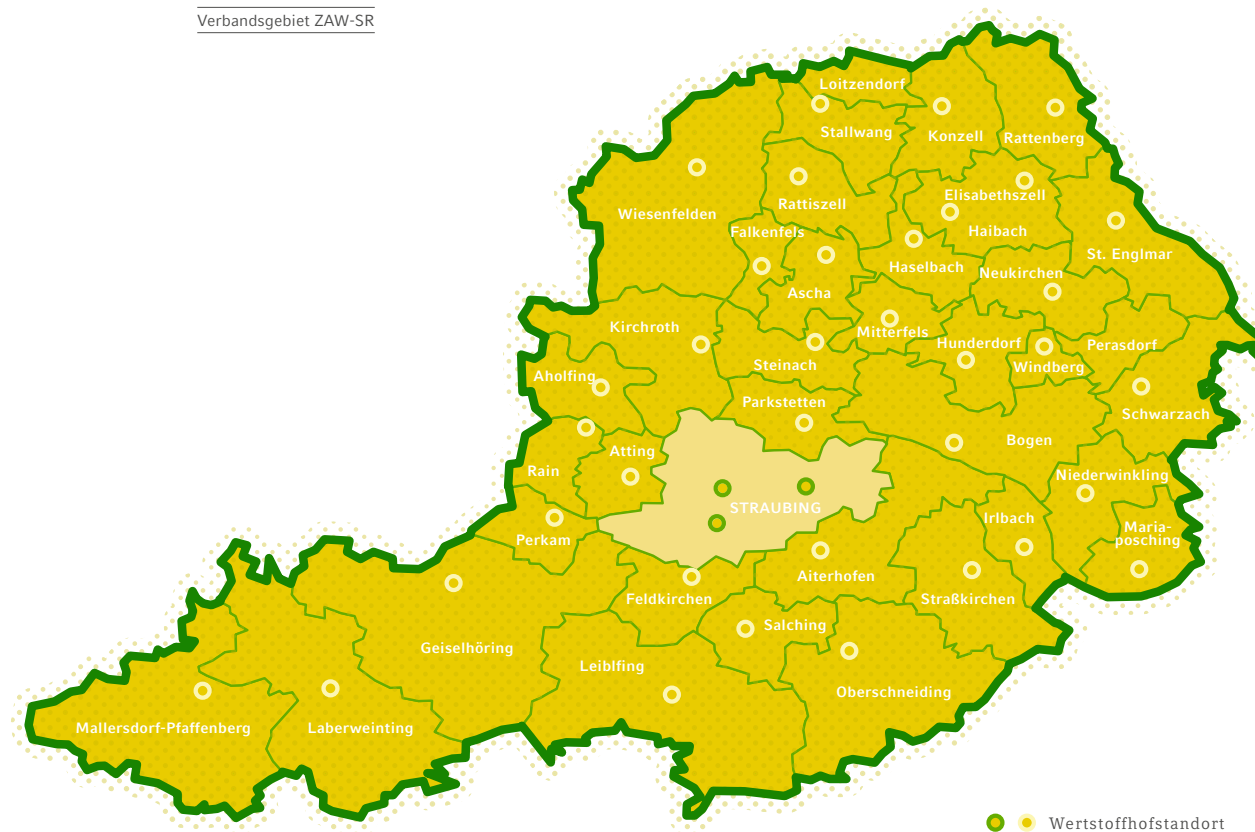 Verbandsgebiet ZAW-SR
Loitzendorf
Stallwang
Konzell
Rattenberg
Elisabethszell
Rattiszell
Wiesenfelden
Falkenfels
Haibach
St. Englmar
Haselbach
Neukirchen
Ascha
Kirchroth
Mitterfels
Hunderdorf
Perasdorf
Steinach
Windberg
Aholfing
Parkstetten
Schwarzach
Bogen
Atting
Rain
Niederwinkling
STRAUBING
Irlbach
Maria-
posching
Perkam
Aiterhofen
Feldkirchen
Straßkirchen
Salching
Geiselhöring
Leiblfing
Oberschneiding
Mallersdorf-Pfaffenberg
Laberweinting
Wertstoffhofstandort